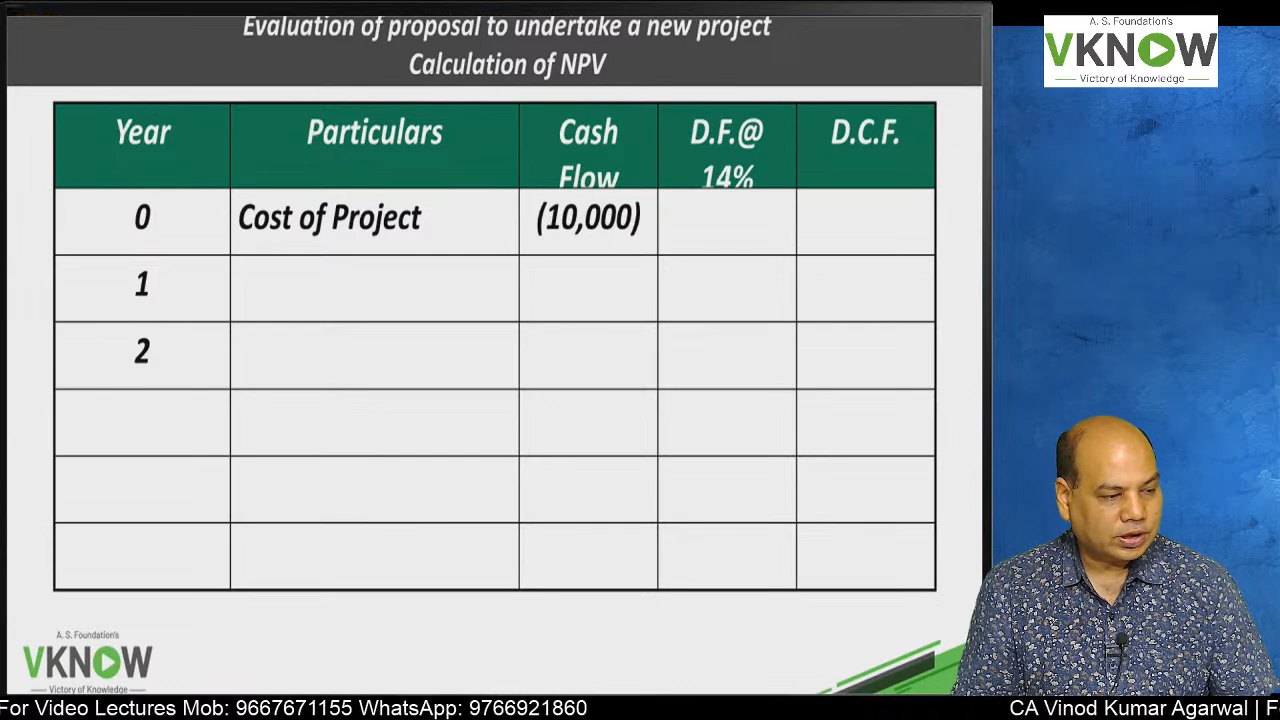 Evaluation of proposal to undertake a new project
Calculation of NPV
A. S. Foundation's
VKNOW
Victory of Knowledge
Year Particulars Cash Flow D.F.@ 14% D.C.F.
0 Cost of Project (10,000)
1
2
A. S. Foundation's
VKNOW
Victory of Knowledge
For Video Lectures Mob: 9667671155 WhatsApp: 9766921860
CA Vinod Kumar Agarwal | F